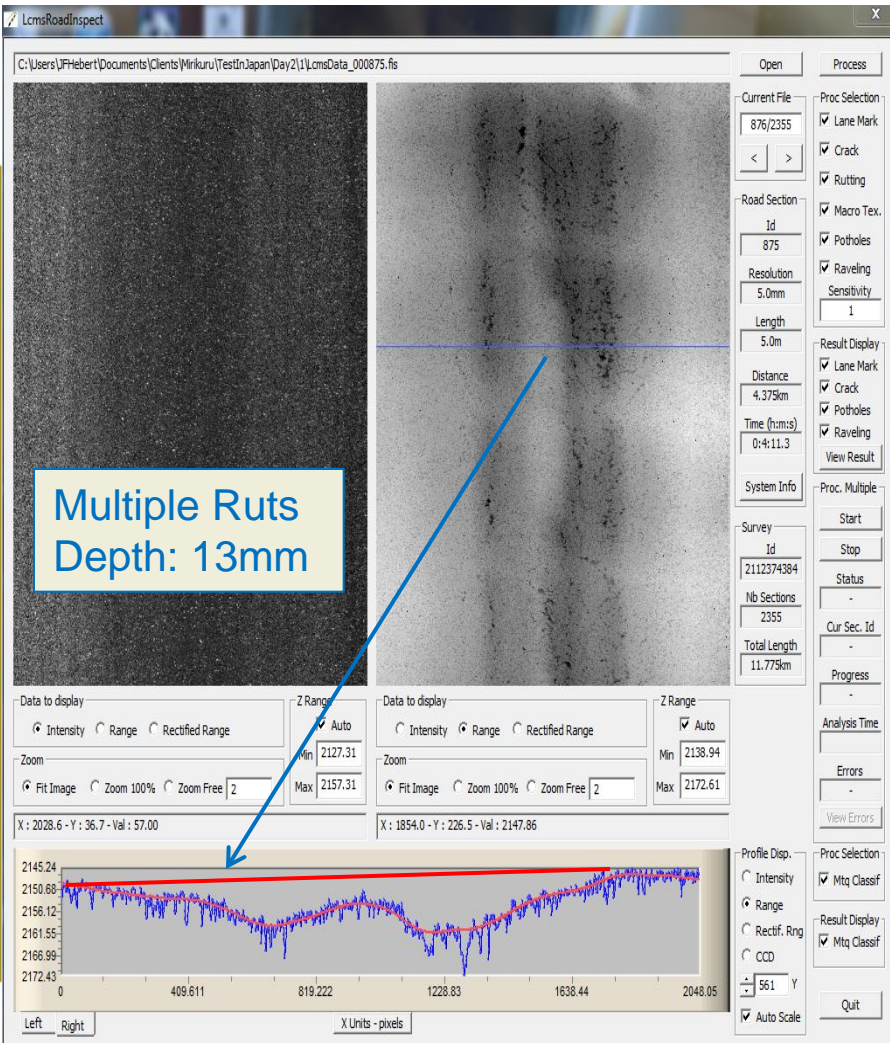 LcmsRoadInspect
X
C:\Users\JFHebert\Documents\Clients\Mirikuru\TestInJapan\Day2\1\LcmsData_000875.fis
Open
Process
Current File
876/2355
<
>
Road Section
Id
875
Resolution
5.0mm
Length
5.0m
Distance
4.375km
Time (h:m:s)
0:4:11.3
System Info
Survey
Id
2112374384
Nb Sections
2355
Total Length
11.775km
Proc Selection
Lane Mark
Crack
Rutting
Macro Tex.
Potholes
Raveling
Sensitivity
1
Result Display
Lane Mark
Crack
Potholes
Raveling
View Result
Proc. Multiple
Start
Stop
Status
-
Cur Sec. Id
-
Progress
-
Analysis Time
Errors
-
View Errors
Multiple Ruts
Depth: 13mm
Data to display
Intensity Range Rectified Range
Zoom
Fit Image Zoom 100% Zoom Free 2
Z Range
Auto
Min 2127.31
Max 2157.31
X : 2028.6 - Y : 36.7 - Val : 57.00
Data to display
Intensity Range Rectified Range
Zoom
Fit Image Zoom 100% Zoom Free 2
Z Range
Auto
Min 2138.94
Max 2172.61
X : 1854.0 - Y : 226.5 - Val : 2147.86
2145.24
2150.68
2156.12
2161.55
2166.99
2172.43
0 409.611 819.222 1228.83 1638.44 2048.05
Left Right
X Units - pixels
Profile Disp.
Intensity
Range
Rectif. Rng
CCD
561 Y
Auto Scale
Proc Selection
Mtq Classif
Result Display
Mtq Classif
Quit